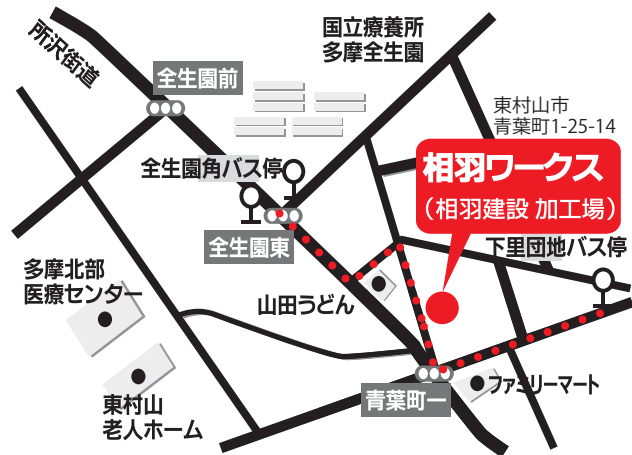 所沢街道
国立療養所
多摩全生園
全生園前
東村山市
青葉町1-25-14
全生園角バス停
相羽ワークス
（相羽建設 加工場）
全生園東
下里団地バス停
多摩北部
医療センター
山田うどん
東村山
老人ホーム
青葉町一
ファミリーマート